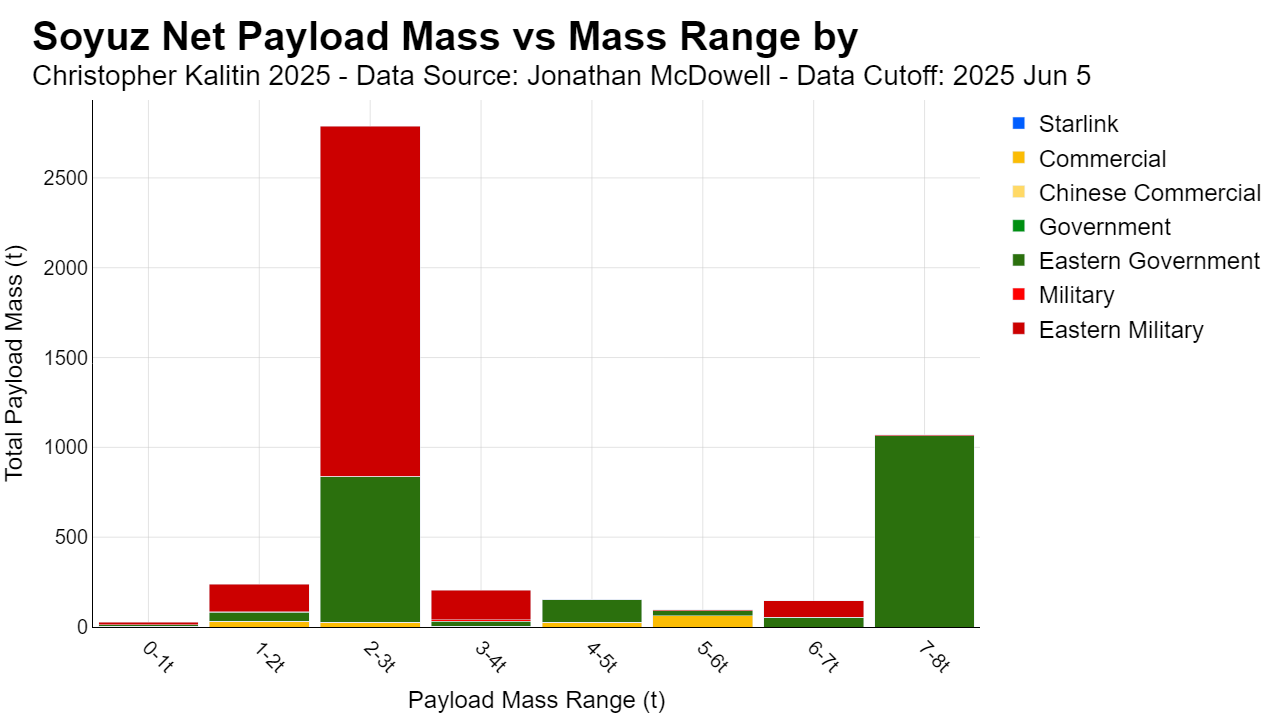 Soyuz Net Payload Mass vs Mass Range by
Christopher Kalitin 2025 - Data Source: Jonathan McDowell - Data Cutoff: 2025 Jun 5
Starlink
Commercial
Chinese Commercial
Government
Eastern Government
Military
Eastern Military
Total Payload Mass (t)
2500
2000
1500
1000
500
0
0-1t
1-2t
2-3t
3-4t
4-5t
5-6t
6-7t
7-8t
Payload Mass Range (t)